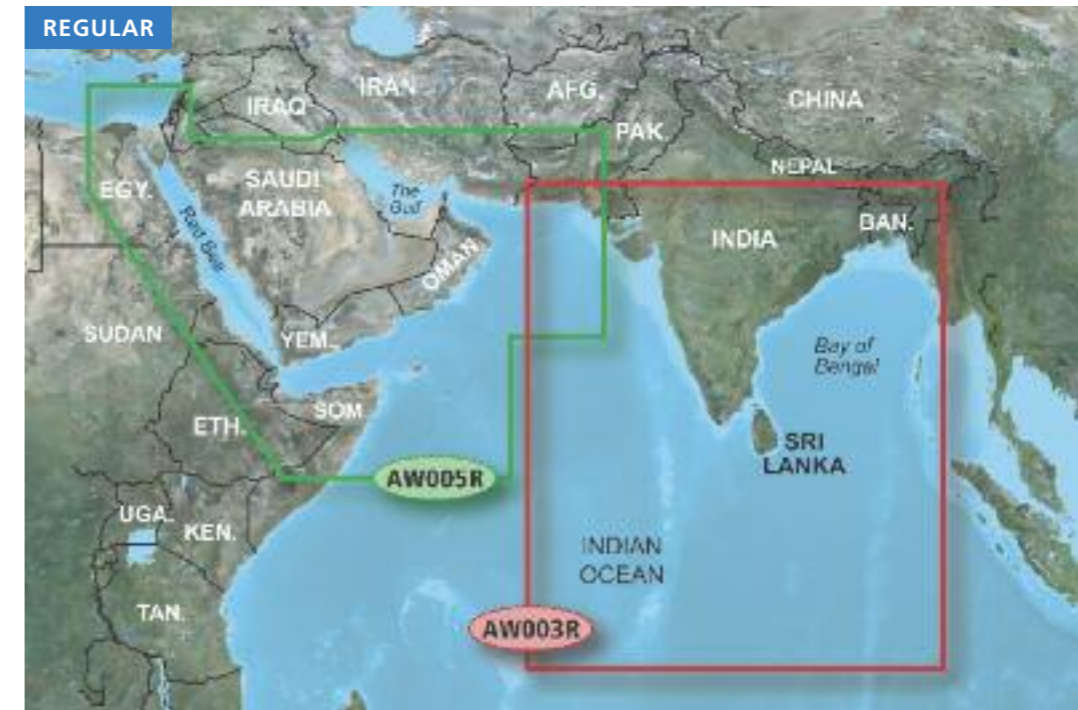 REGULAR
IRAN
AFG.
CHINA
IRAQ
PAK.
NEPAL
EGY.
SAUDI
ARABIA
The
Gulf
Red Sea
OMAN
INDIA
BAN.
SUDAN
YEM.
Bay of
Bengal
SOM
ETH.
SRI
LANKA
AW005R
UGA.
KEN.
INDIAN
OCEAN
TAN.
AW003R